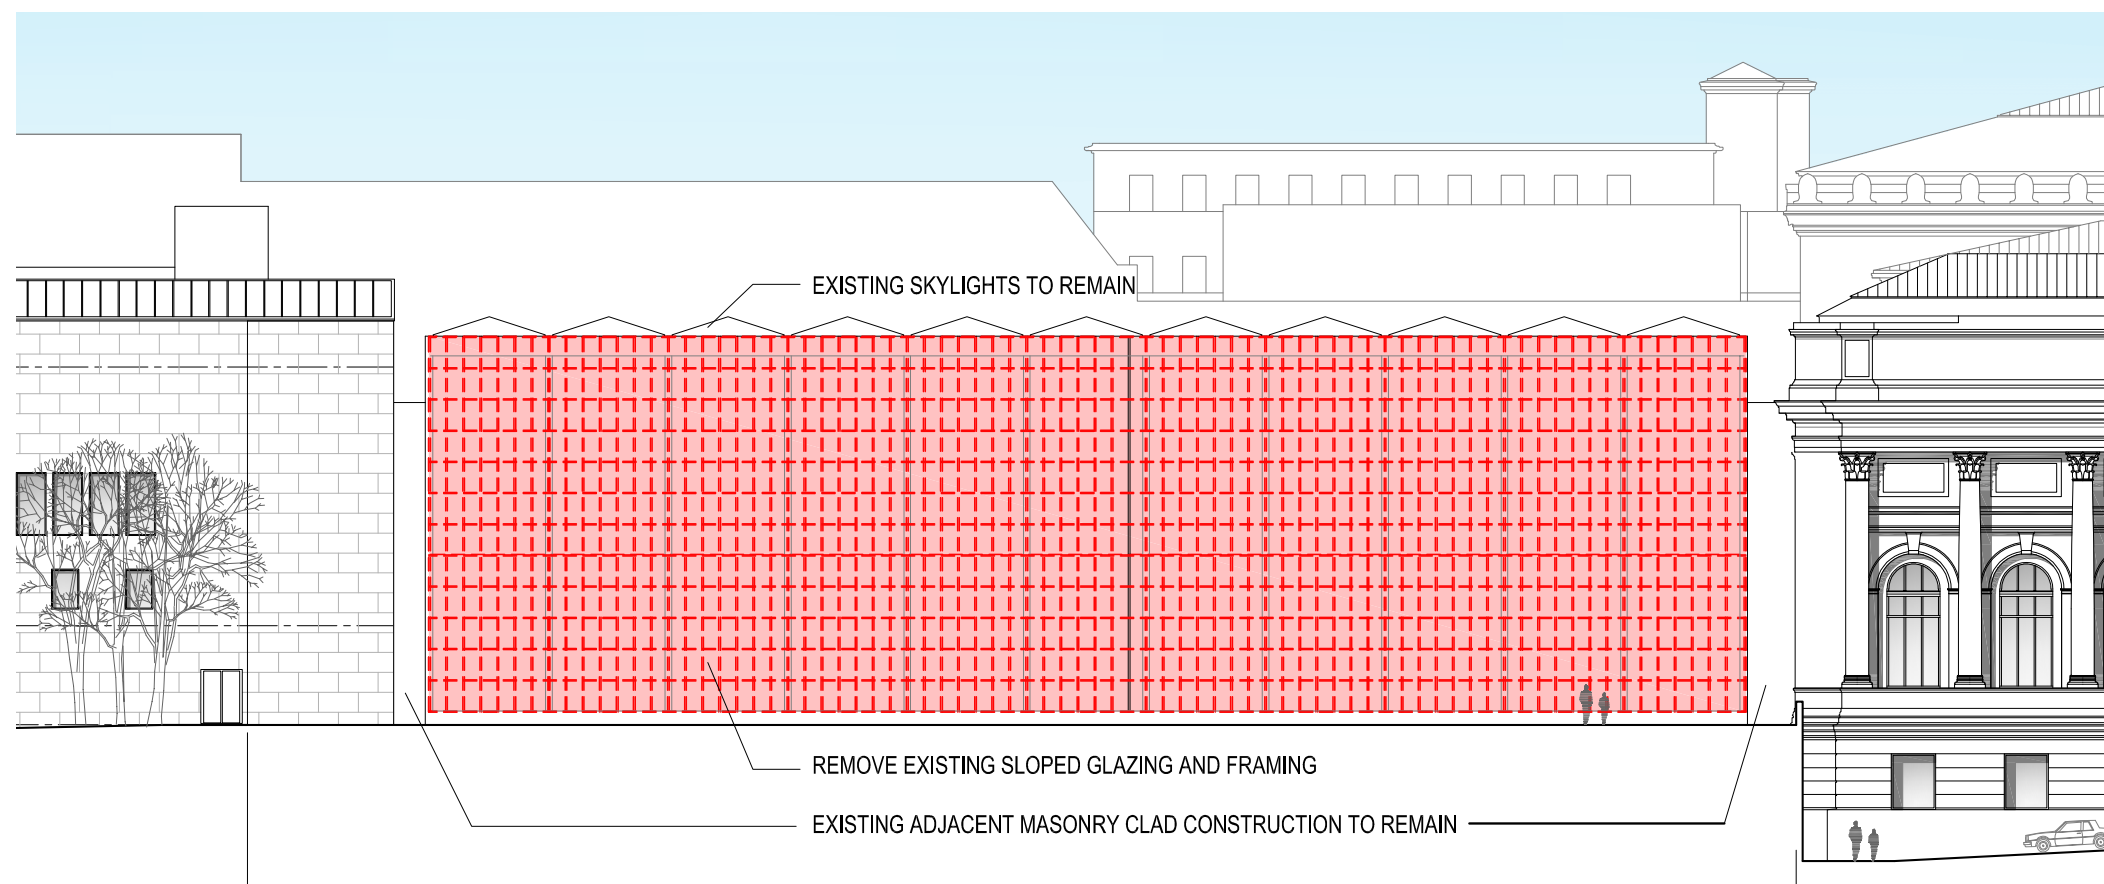 EXISTING SKYLIGHTS TO REMAIN
REMOVE EXISTING SLOPED GLAZING AND FRAMING
EXISTING ADJACENT MASONRY CLAD CONSTRUCTION TO REMAIN